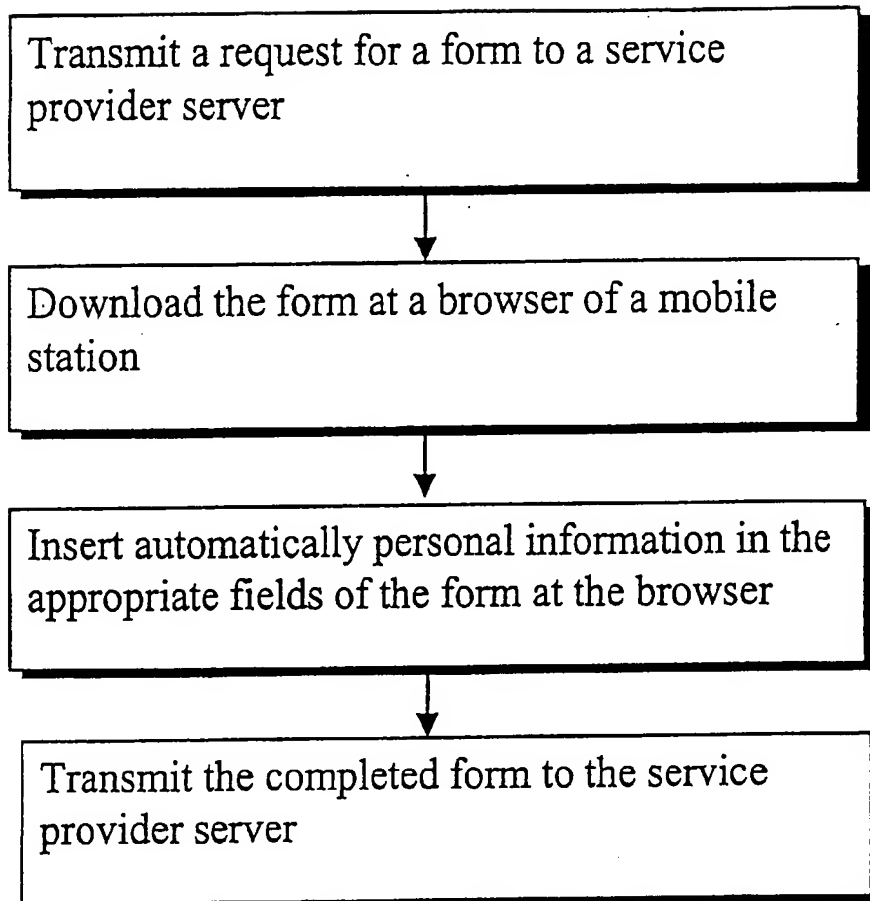 Transmit a request for a form to a service
provider server
Download the form at a browser of a mobile
station
Insert automatically personal information in the
appropriate fields of the form at the browser
Transmit the completed form to the service
provider server